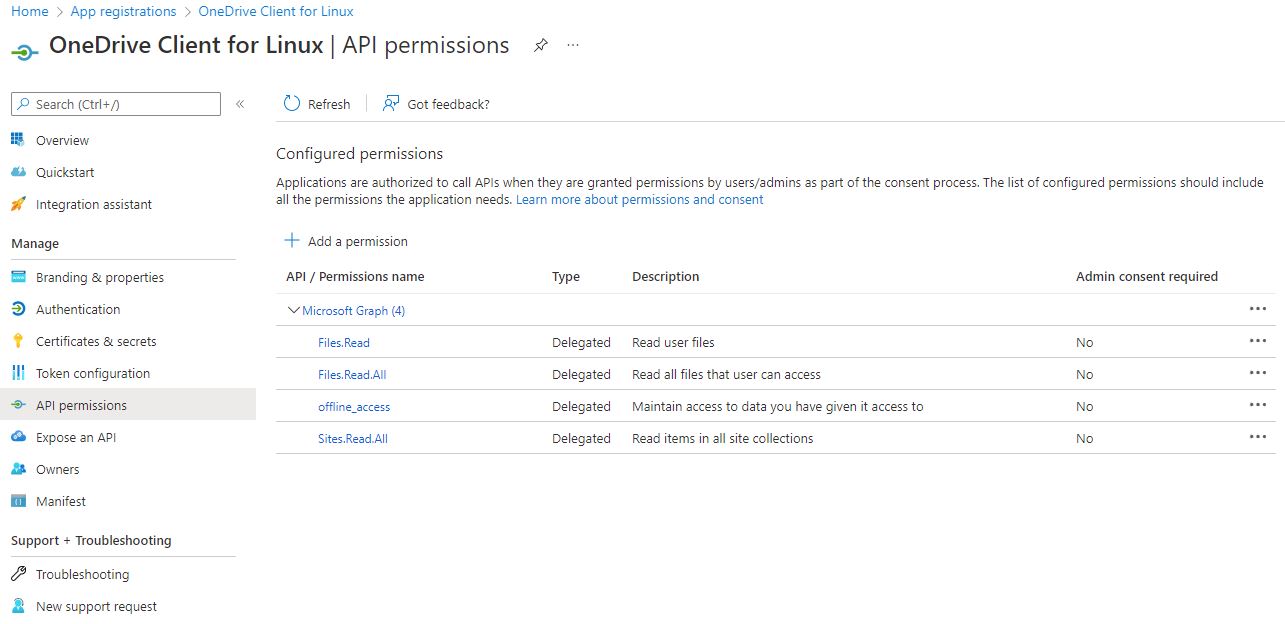 Home > App registrations > OneDrive Client for Linux
OneDrive Client for Linux | API permissions ...
Search (Ctrl+/) «
Overview
Quickstart
Integration assistant
Manage
Branding & properties
Authentication
Certificates & secrets
Token configuration
API permissions
Expose an API
Owners
Manifest
Support + Troubleshooting
Troubleshooting
New support request
Refresh | Got feedback?
Configured permissions
Applications are authorized to call APIs when they are granted permissions by users/admins as part of the consent process. The list of configured permissions should include
all the permissions the application needs. Learn more about permissions and consent
+ Add a permission
API / Permissions name Type Description Admin consent required
Microsoft Graph (4) ...
Files.Read Delegated Read user files No ...
Files.Read.All Delegated Read all files that user can access No ...
offline_access Delegated Maintain access to data you have given it access to No ...
Sites.Read.All Delegated Read items in all site collections No ...